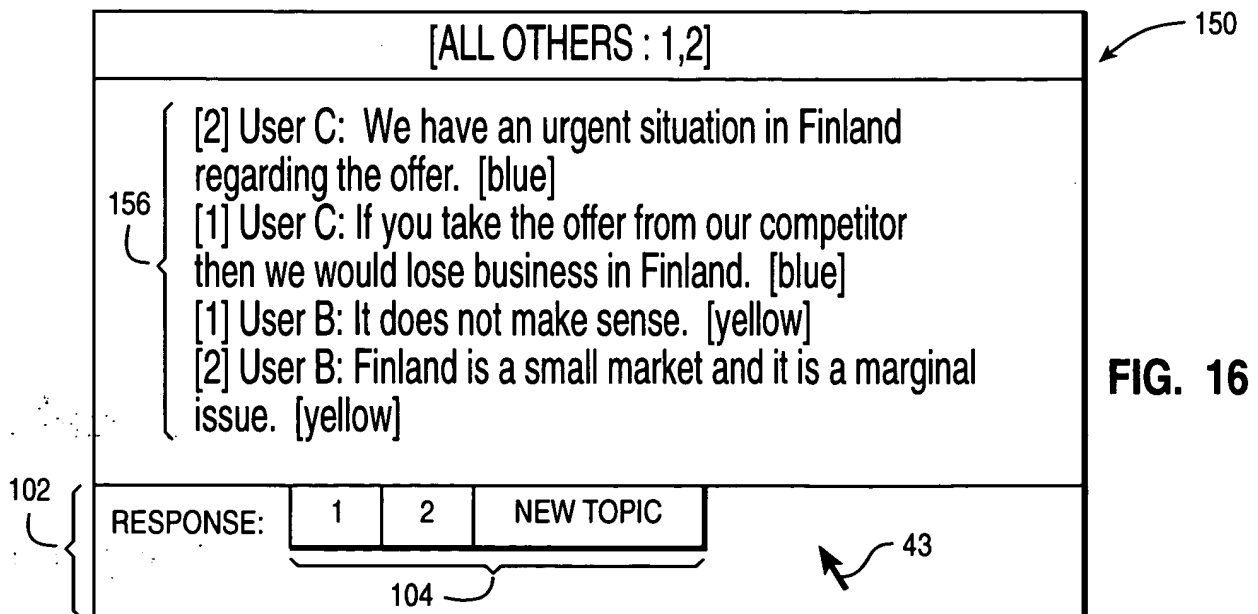 [ALL OTHERS : 1,2]
150
[2] User C: We have an urgent situation in Finland
regarding the offer. [blue]
156
[1] User C: If you take the offer from our competitor
then we would lose business in Finland. [blue]
[1] User B: It does not make sense. [yellow]
[2] User B: Finland is a small market and it is a marginal
issue. [yellow]
FIG. 16
102
RESPONSE: 1 2 NEW TOPIC
43
104